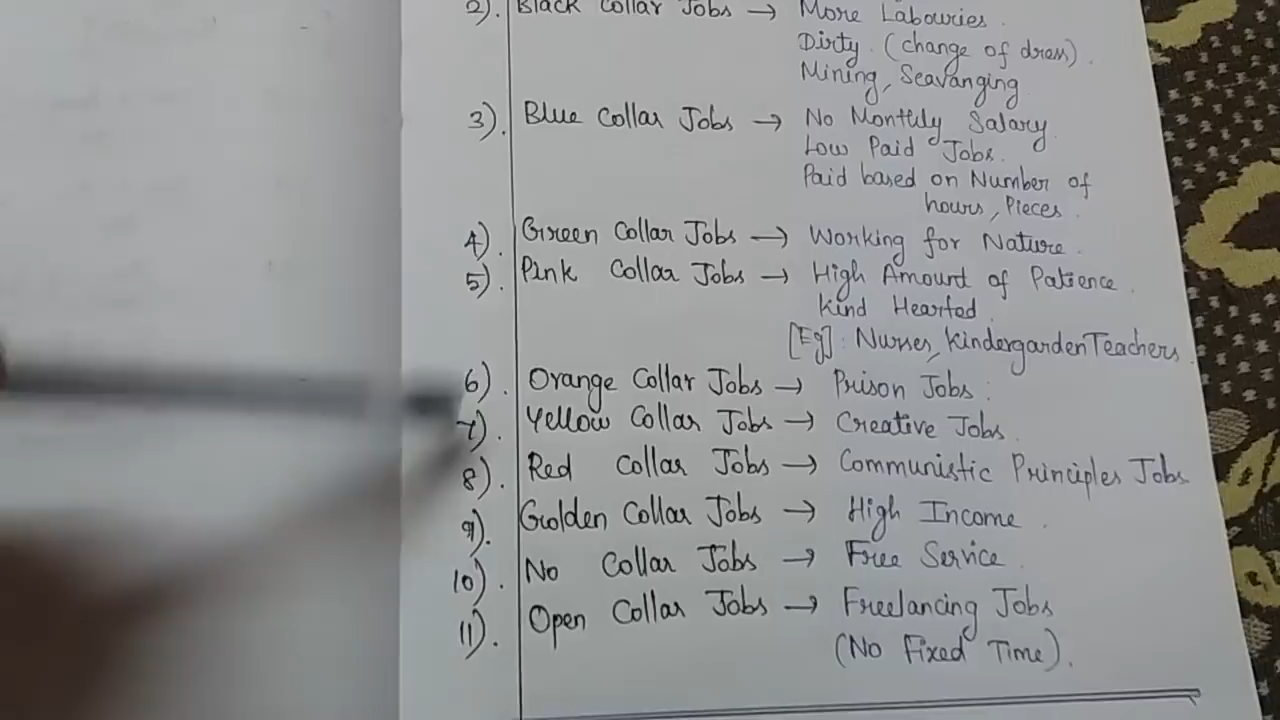 2). Black Collar Jobs → More Labouries.
Dirty. (change of dress).
Mining, Scavanging
3). Blue Collar Jobs → No Monthly Salary.
Low Paid Jobs.
Paid based on Number of
hours, Pieces.
4). Green Collar Jobs → Working for Nature.
5). Pink Collar Jobs → High Amount of Patience.
Kind Hearted.
[Eg]: Nurses, Kindergarden Teachers.
6). Orange Collar Jobs → Prison Jobs.
7). Yellow Collar Jobs → Creative Jobs.
8). Red Collar Jobs → Communistic Principles Jobs.
9). Golden Collar Jobs → High Income.
10). No Collar Jobs → Free Service.
11). Open Collar Jobs → Freelancing Jobs
(No Fixed Time).